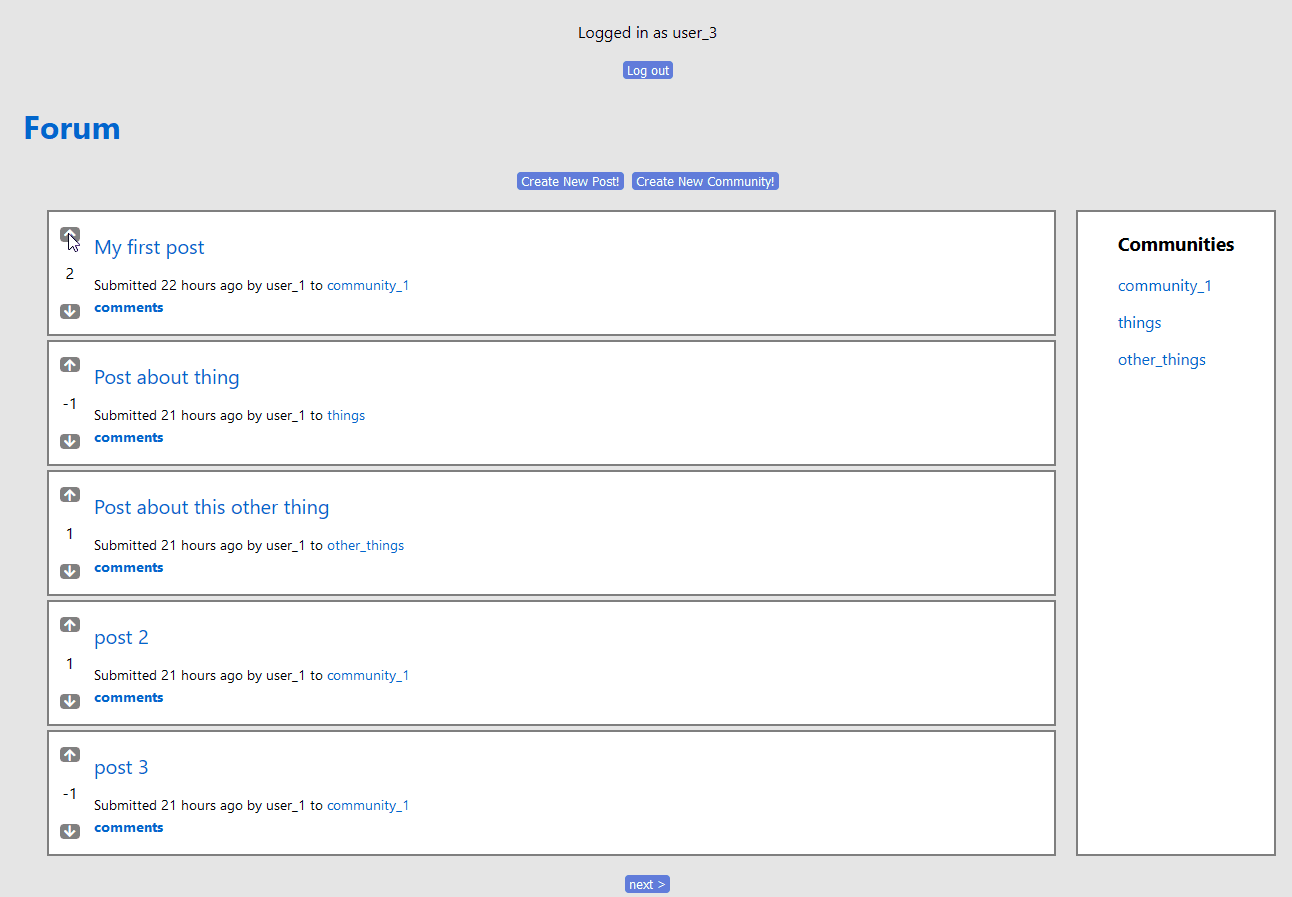 Logged in as user_3
Log out
Forum
Create New Post! Create New Community!
My first post
2
Submitted 22 hours ago by user_1 to community_1
comments
Post about thing
-1
Submitted 21 hours ago by user_1 to things
comments
Post about this other thing
1
Submitted 21 hours ago by user_1 to other_things
comments
post 2
1
Submitted 21 hours ago by user_1 to community_1
comments
post 3
-1
Submitted 21 hours ago by user_1 to community_1
comments
Communities
community_1
things
other_things
next >